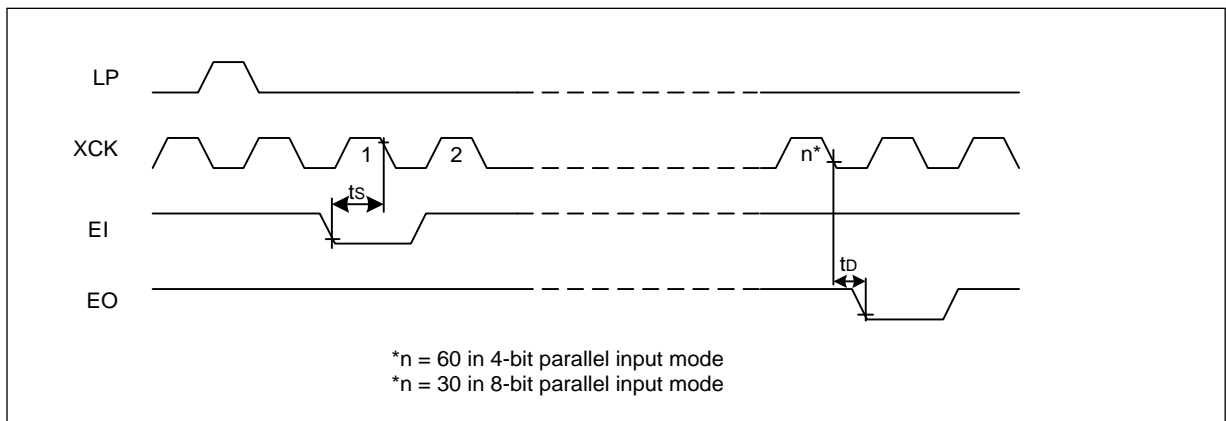 LP
XCK
1
2
n*
tS
EI
tD
EO
*n = 60 in 4-bit parallel input mode
*n = 30 in 8-bit parallel input mode